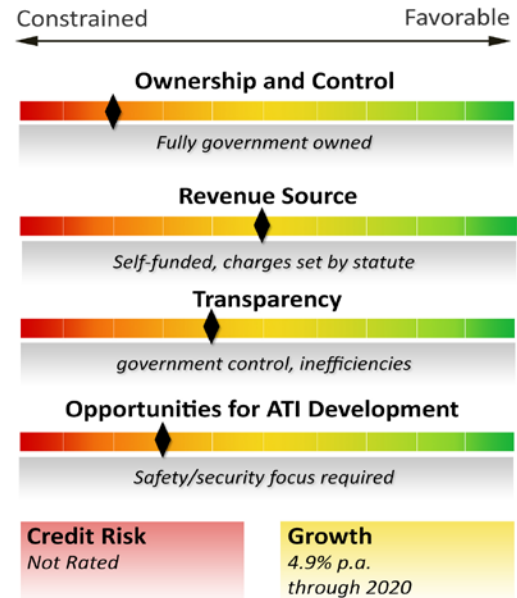 Constrained Favorable
Ownership and Control
Fully government owned
Revenue Source
Self-funded, charges set by statute
Transparency
government control, inefficiencies
Opportunities for ATI Development
Safety/security focus required
Credit Risk
Not Rated
Growth
4.9% p.a.
through 2020